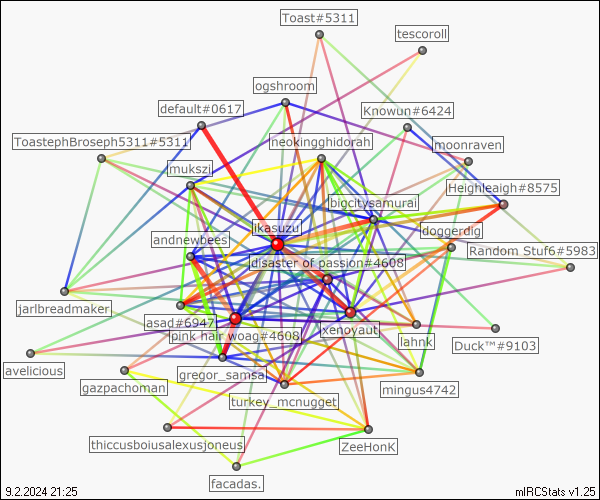 Toast#5311
tescoroll
ogshroom
default#0617
Knowun#6424
ToastephBroseph5311#5311
neokingghidorah
moonraven
mukszi
Heighleaigh#8575
bigcitysamurai
jikasuzu
doggerdig
andnewbees
Random Stuf6#5983
disaster of passion#4608
jarlbreadmaker
asad#6947
xenoyaut
pink hair woag#4608
lahnk
Duck™#9103
avelicious
gregor_samsa
gazpachoman
mingus4742
turkey_mcnugget
thiccusboiusalexusjoneus
ZeeHonK
facadas.
9.2.2024 21:25
mIRCStats v1.25